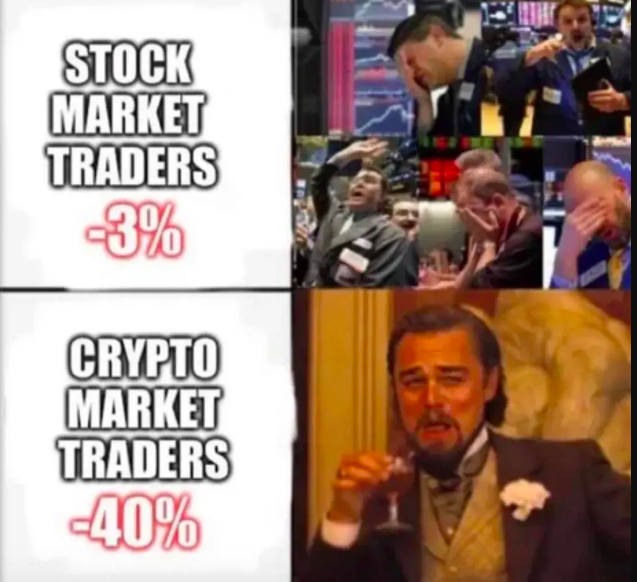 STOCK
MARKET
TRADERS
-3%
CRYPTO
MARKET
TRADERS
-40%